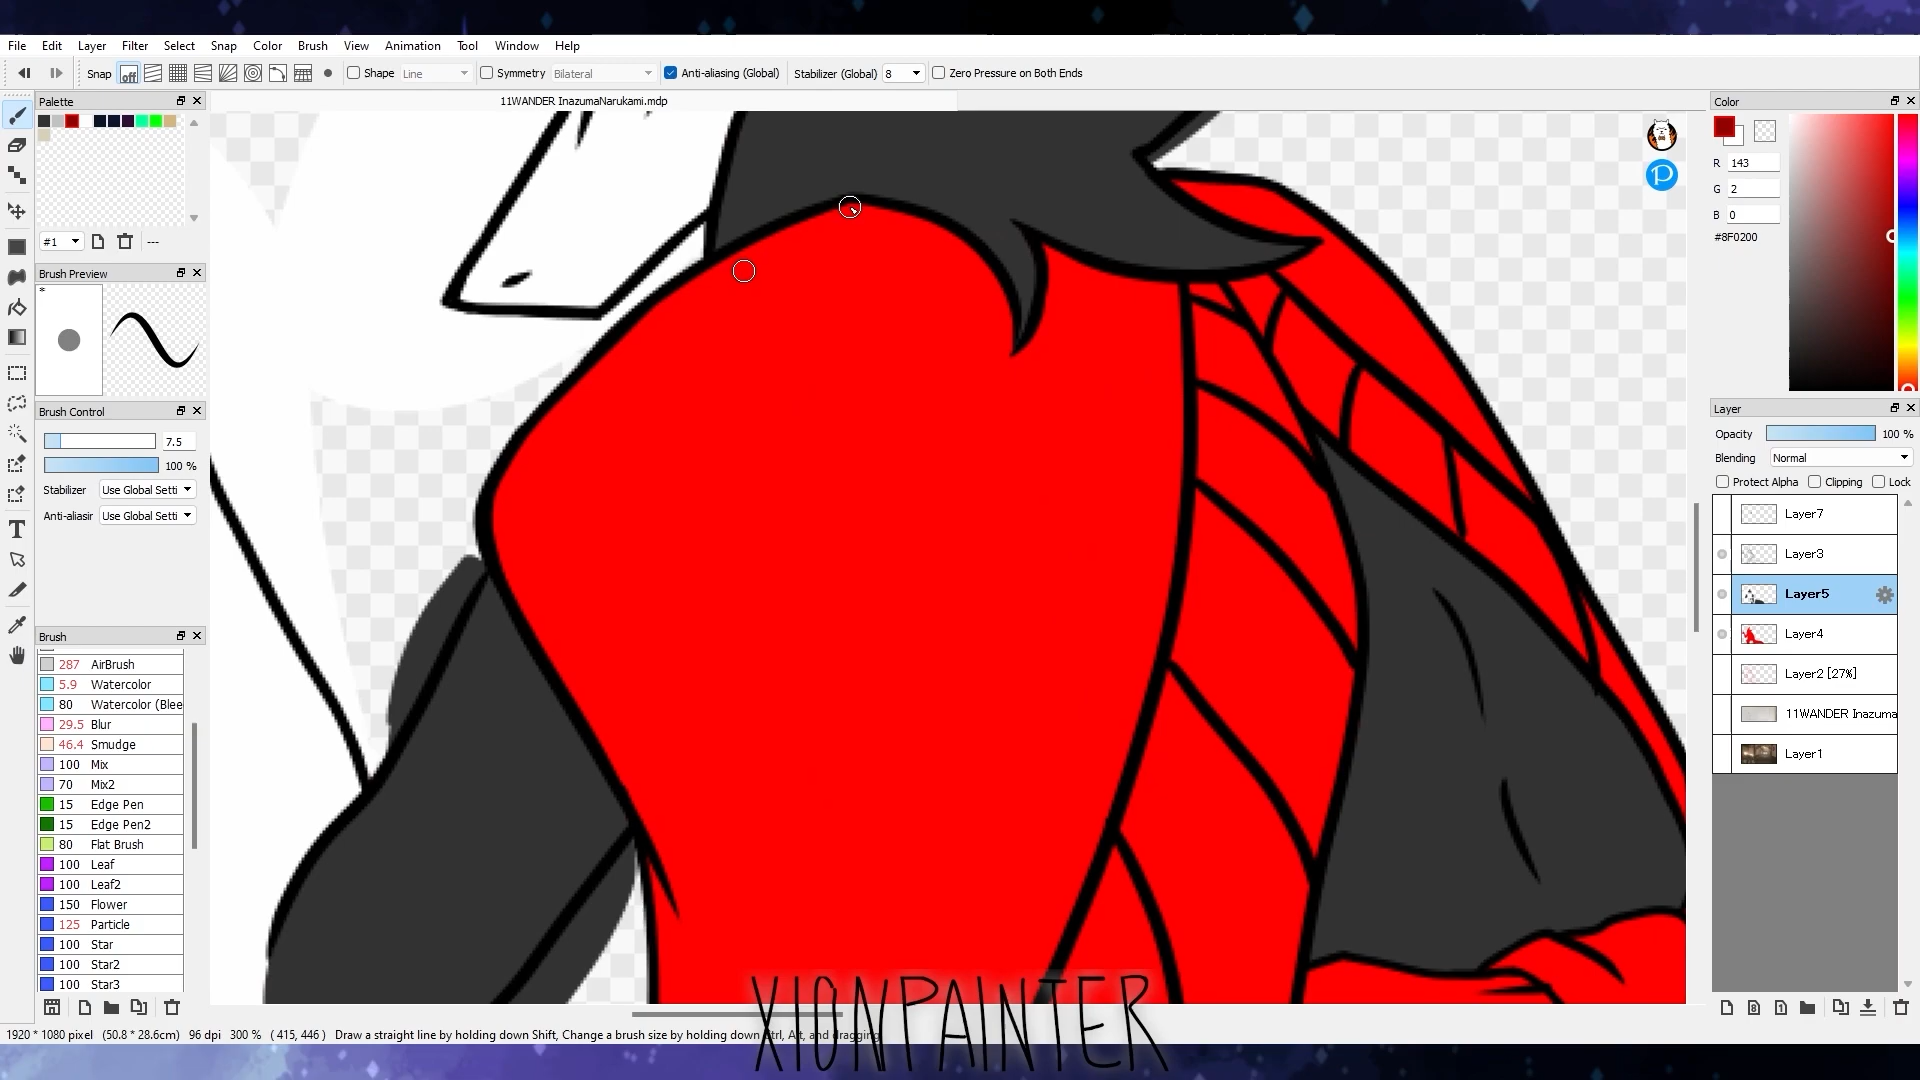 File Edit Layer Filter Select Snap Color Brush View Animation Tool Window Help
Snap off Shape Line Symmetry Bilateral Anti-aliasing (Global) Stabilizer (Global) 8 Zero Pressure on Both Ends
Palette
11WANDER InazumaNarukami.mdp
#1 ---
Brush Preview
*
Brush Control
7.5
100 %
Stabilizer Use Global Setti
Anti-aliasir Use Global Setti
Brush
287 AirBrush
5.9 Watercolor
80 Watercolor (Blee
29.5 Blur
46.4 Smudge
100 Mix
70 Mix2
15 Edge Pen
15 Edge Pen2
80 Flat Brush
100 Leaf
100 Leaf2
150 Flower
125 Particle
100 Star
100 Star2
100 Star3
Color
R 143
G 2
B 0
#8F0200
Layer
Opacity 100 %
Blending Normal
Protect Alpha Clipping Lock
Layer7
Layer3
Layer5
Layer4
Layer2 [27%]
11WANDER Inazuma
Layer1
XIONPAINTER
1920 * 1080 pixel (50.8 * 28.6cm) 96 dpi 300 % ( 415, 446 ) Draw a straight line by holding down Shift, Change a brush size by holding down Ctrl, Alt, and dragging